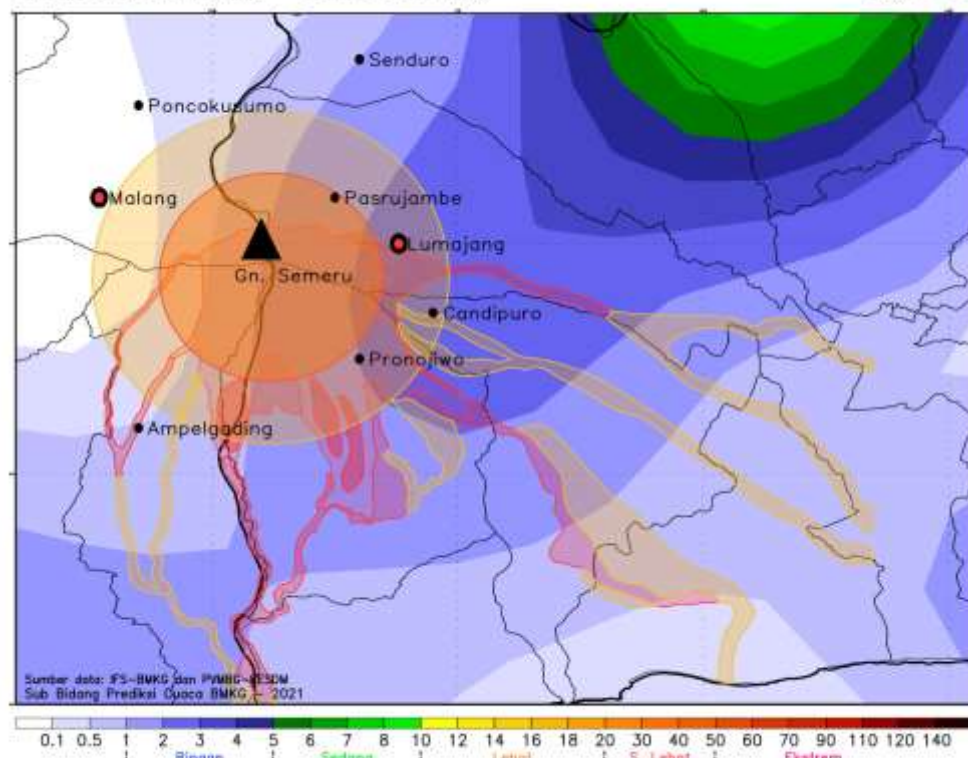 Senduro
Poncokusumo
Malang
Pasrujambe
Lumajang
Gn. Semeru
Candipuro
Pronojiwo
Ampelgading
Sumber data: JFS-BMKG dan PVMBG-KESDM
Sub Bidang Prediksi Cuaca BMKG - 2021
0.1 0.5 1 2 3 4 5 6 7 8 10 12 14 16 18 20 30 40 50 60 70 90 110 120 140
Ringan Sedang Lebat S. Lebat Ekstrem